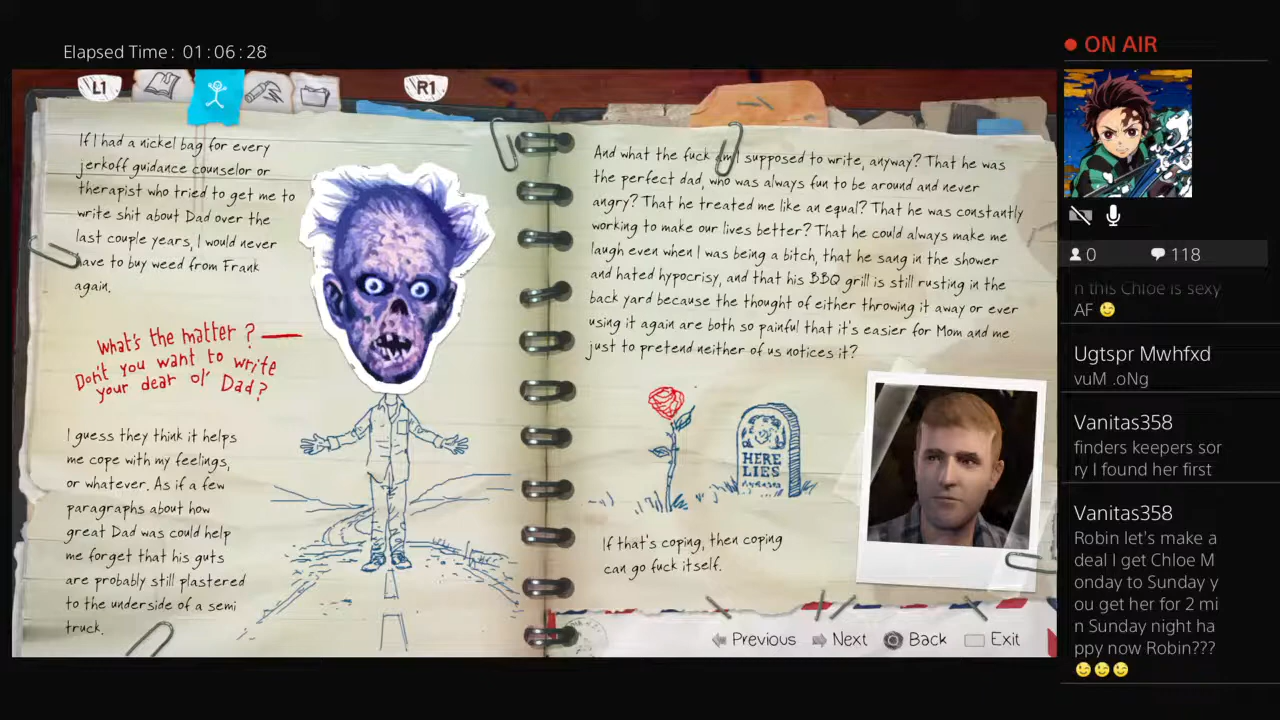 Elapsed Time: 01:06:28
L1
R1
If I had a nickel bag for every
jerkoff guidance counselor or
therapist who tried to get me to
write shit about Dad over the
last couple years, I would never
have to buy weed from Frank
again.
What's the matter?
Don't you want to write
your dear ol' Dad?
I guess they think it helps
me cope with my feelings,
or whatever. As if a few
paragraphs about how
great Dad was could help
me forget that his guts
are probably still plastered
to the underside of a semi
truck.
And what the fuck am I supposed to write, anyway? That he was
the perfect dad, who was always fun to be around and never
angry? That he treated me like an equal? That he was constantly
working to make our lives better? That he could always make me
laugh even when I was being a bitch, that he sang in the shower
and hated hypocrisy, and that his BBQ grill is still rusting in the
back yard because the thought of either throwing it away or ever
using it again are both so painful that it's easier for Mom and me
just to pretend neither of us notices it?
HERE
LIES
If that's coping, then coping
can go fuck itself.
Previous Next Back Exit
ON AIR
0 118
n this Chloe is sexy
AF 😉
Ugtspr Mwhfxd
vuM .oNg
Vanitas358
finders keepers sor
ry I found her first
Vanitas358
Robin let's make a
deal I get Chloe M
onday to Sunday y
ou get her for 2 mi
n Sunday night ha
ppy now Robin???
😉😉😉